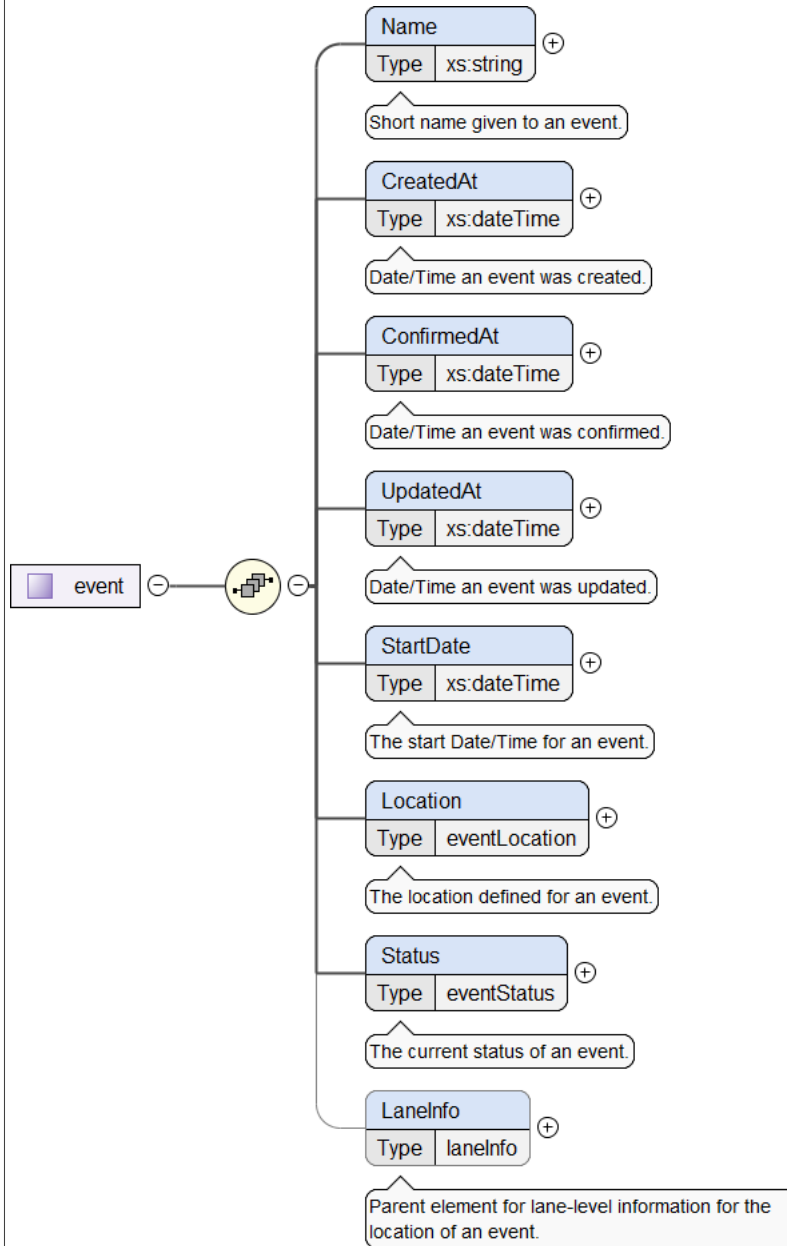 Name
Type xs:string
Short name given to an event.
CreatedAt
Type xs:dateTime
Date/Time an event was created.
ConfirmedAt
Type xs:dateTime
Date/Time an event was confirmed.
UpdatedAt
Type xs:dateTime
Date/Time an event was updated.
event
StartDate
Type xs:dateTime
The start Date/Time for an event.
Location
Type eventLocation
The location defined for an event.
Status
Type eventStatus
The current status of an event.
LaneInfo
Type laneInfo
Parent element for lane-level information for the
location of an event.